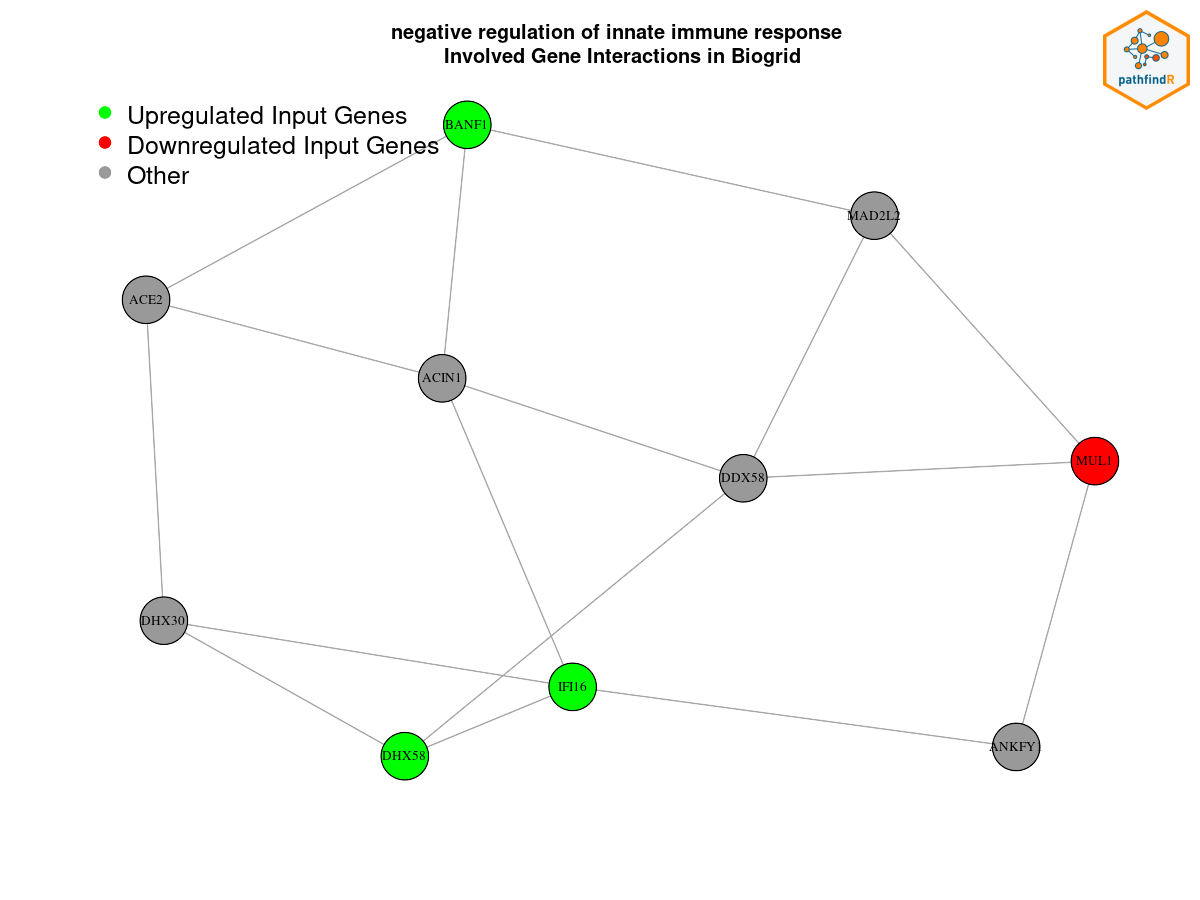 negative regulation of innate immune response
Involved Gene Interactions in Biogrid
pathfindR
Upregulated Input Genes
Downregulated Input Genes
Other
BANF1
MAD2L2
ACE2
ACIN1
MUL1
DDX58
DHX30
IFI16
ANKFY1
DHX58